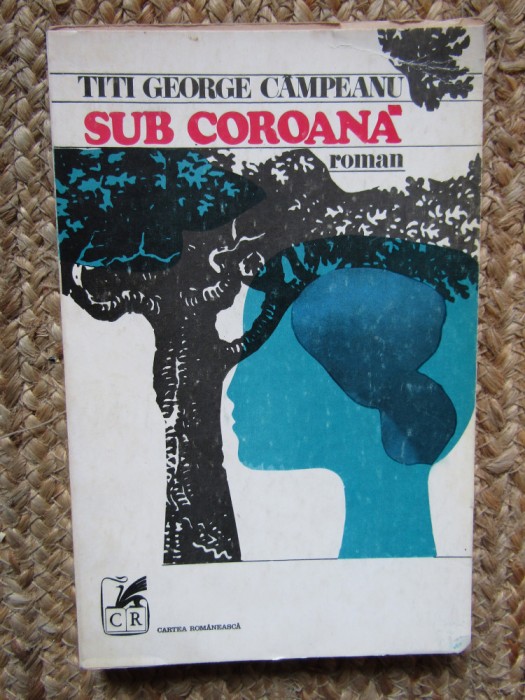 TITI GEORGE CÂMPEANU
SUB COROANĂ
roman
CR
CARTEA ROMÂNEASCĂ